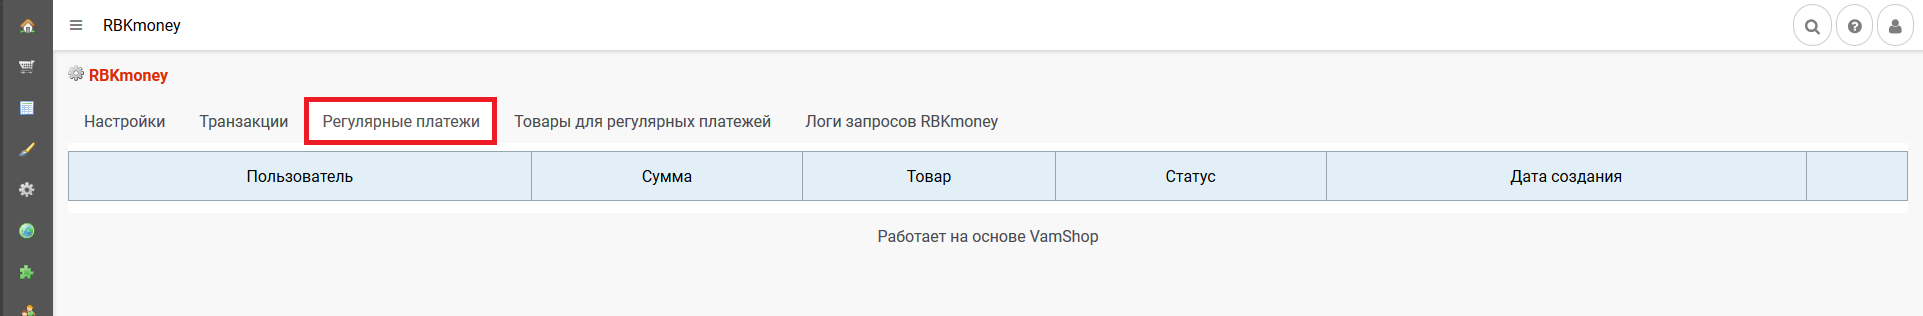 RBKmoney
RBKmoney
Настройки Транзакции Регулярные платежи Товары для регулярных платежей Логи запросов RBKmoney
Пользователь Сумма Товар Статус Дата создания
Работает на основе VamShop